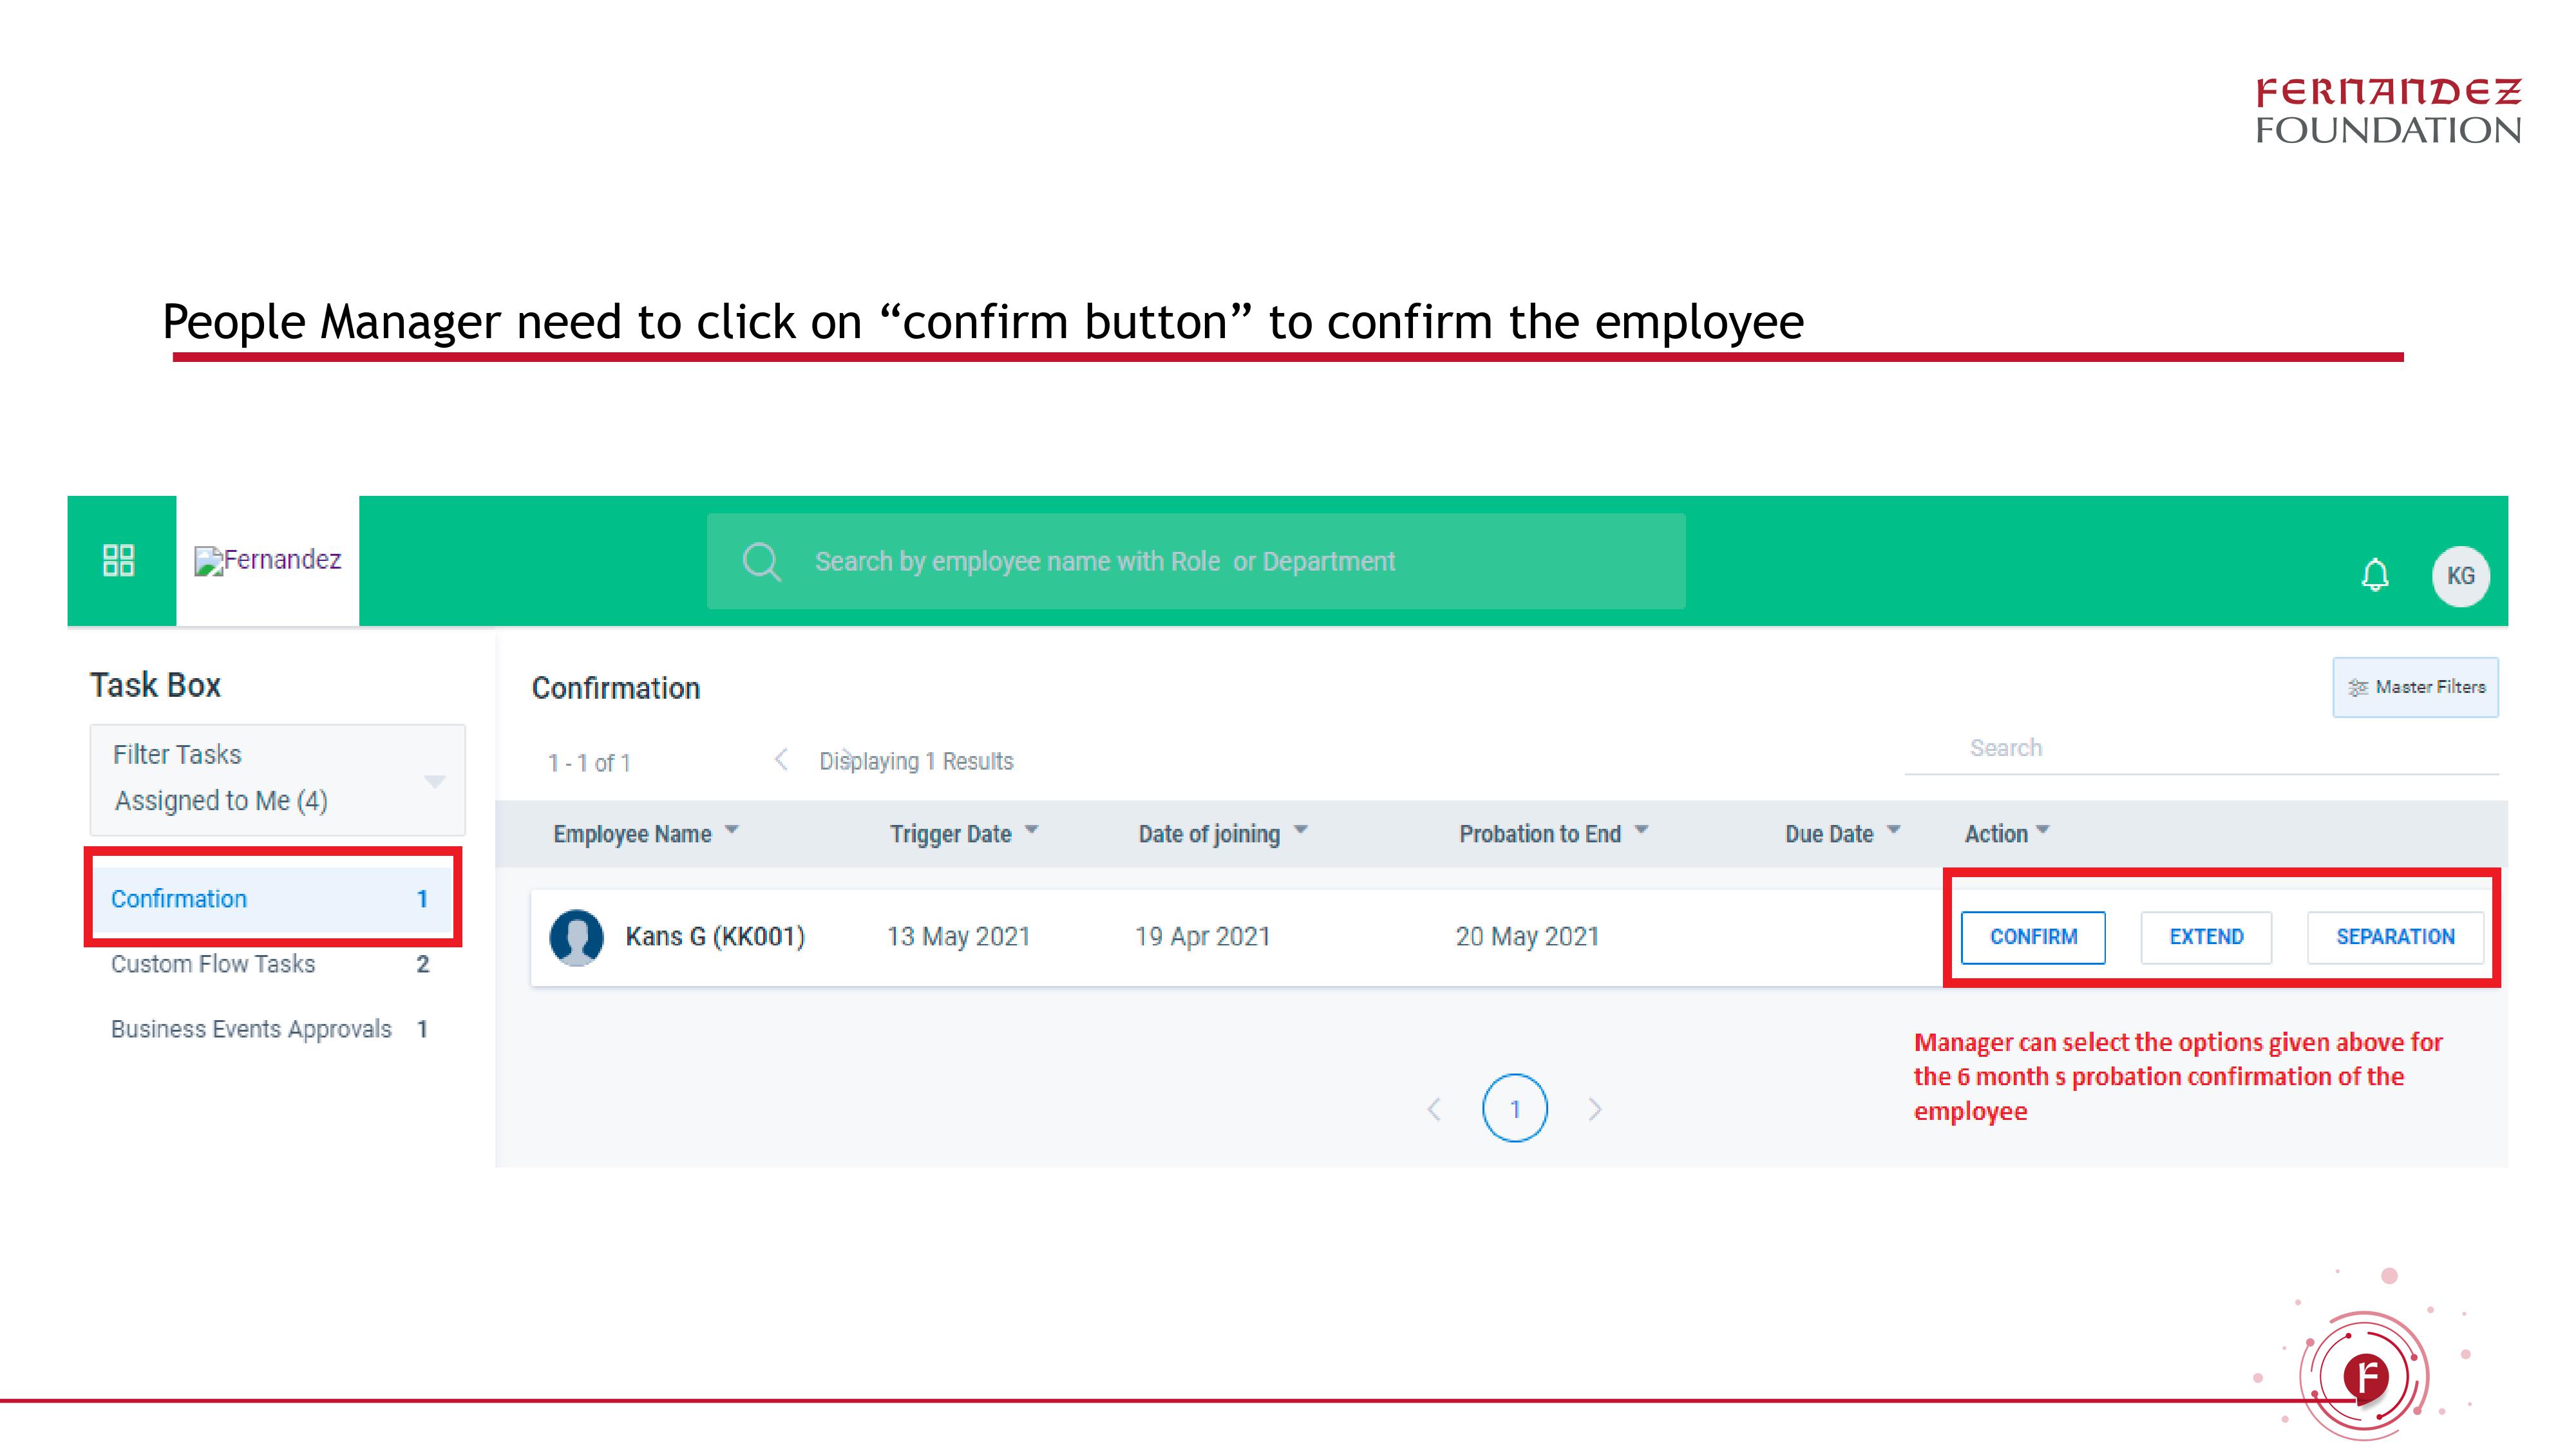 FERNANDEZ
FOUNDATION
People Manager need to click on “confirm button” to confirm the employee
Fernandez
Search by employee name with Role or Department
KG
Task Box
Filter Tasks
Assigned to Me (4)
Confirmation 1
Custom Flow Tasks 2
Business Events Approvals 1
Confirmation
Master Filters
1 - 1 of 1
Displaying 1 Results
Search
Employee Name Trigger Date Date of joining Probation to End Due Date Action
Kans G (KK001) 13 May 2021 19 Apr 2021 20 May 2021 CONFIRM EXTEND SEPARATION
Manager can select the options given above for
the 6 month s probation confirmation of the
employee
1
F